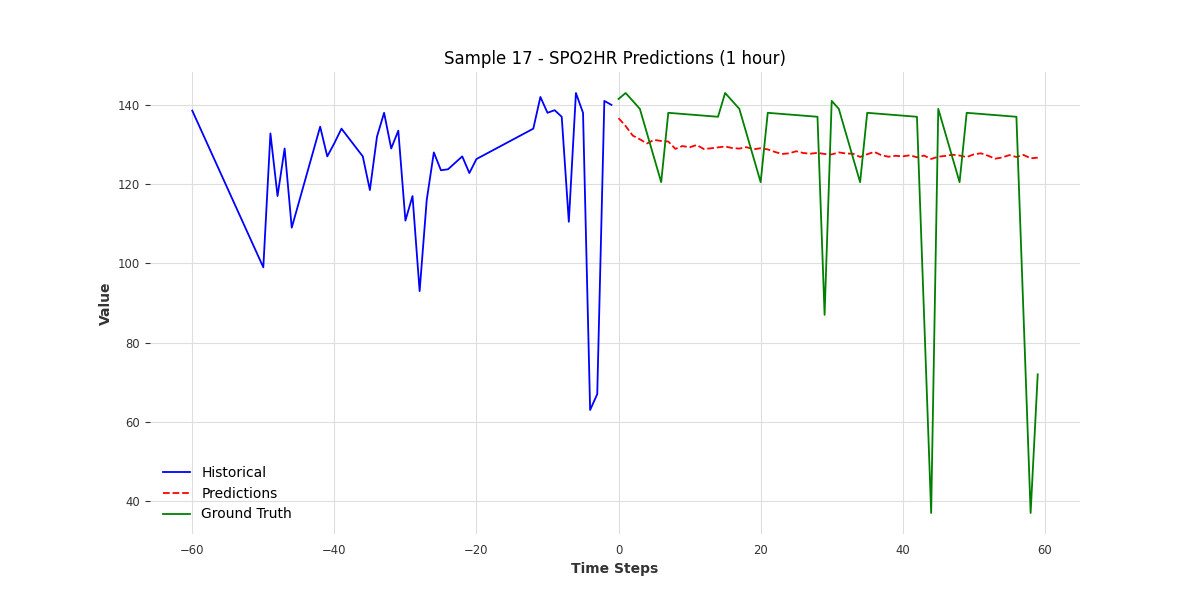 Sample 17 - SPO2HR Predictions (1 hour)
140
120
100
80
60
40
Value
Historical
Predictions
Ground Truth
−60
−40
−20
0
20
40
60
Time Steps